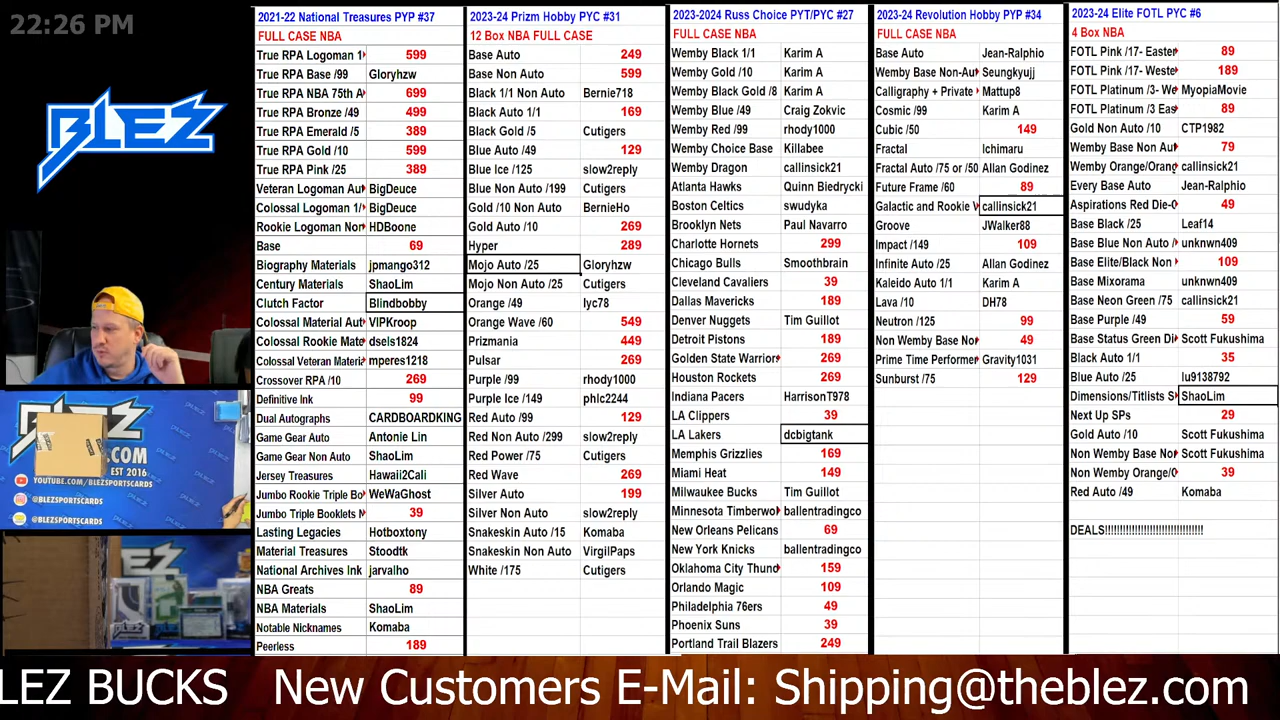 22:26 PM
BLEZ
BLEZ
.COM
EST 2016
YOUTUBE.COM/BLEZSPORTSCARDS
@BLEZSPORTSCARDS
@BLEZSPORTSCARDS
BLEZ
2021-22 National Treasures PYP #37
FULL CASE NBA
True RPA Logoman 1 599
True RPA Base /99 Gloryhzw
True RPA NBA 75th A 699
True RPA Bronze /49 499
True RPA Emerald /5 389
True RPA Gold /10 599
True RPA Pink /25 389
Veteran Logoman Au BigDeuce
Colossal Logoman 1/ BigDeuce
Rookie Logoman Non HDBoone
Base 69
Biography Materials jpmango312
Century Materials ShaoLim
Clutch Factor Blindbobby
Colossal Material Aut VIPKroop
Colossal Rookie Mate dsels1824
Colossal Veteran Materi mperes1218
Crossover RPA /10 269
Definitive Ink 99
Dual Autographs CARDBOARDKING
Game Gear Auto Antonie Lin
Game Gear Non Auto ShaoLim
Jersey Treasures Hawaii2Cali
Jumbo Rookie Triple Bo WeWaGhost
Jumbo Triple Booklets N 39
Lasting Legacies Hotboxtony
Material Treasures Stoodtk
National Archives Ink jarvalho
NBA Greats 89
NBA Materials ShaoLim
Notable Nicknames Komaba
Peerless 189
2023-24 Prizm Hobby PYC #31
12 Box NBA FULL CASE
Base Auto 249
Base Non Auto 599
Black 1/1 Non Auto Bernie718
Black Auto 1/1 169
Black Gold /5 Cutigers
Blue Auto /49 129
Blue Ice /125 slow2reply
Blue Non Auto /199 Cutigers
Gold /10 Non Auto BernieHo
Gold Auto /10 269
Hyper 289
Mojo Auto /25 Gloryhzw
Mojo Non Auto /25 Cutigers
Orange /49 lyc78
Orange Wave /60 549
Prizmania 449
Pulsar 269
Purple /99 rhody1000
Purple Ice /149 phlc2244
Red Auto /99 129
Red Non Auto /299 slow2reply
Red Power /75 Cutigers
Red Wave 269
Silver Auto 199
Silver Non Auto slow2reply
Snakeskin Auto /15 Komaba
Snakeskin Non Auto VirgilPaps
White /175 Cutigers
2023-2024 Russ Choice PYT/PYC #27
FULL CASE NBA
Wemby Black 1/1 Karim A
Wemby Gold /10 Karim A
Wemby Black Gold /8 Karim A
Wemby Blue /49 Craig Zokvic
Wemby Red /99 rhody1000
Wemby Choice Base Killabee
Wemby Dragon callinsick21
Atlanta Hawks Quinn Biedrycki
Boston Celtics swudyka
Brooklyn Nets Paul Navarro
Charlotte Hornets 299
Chicago Bulls Smoothbrain
Cleveland Cavaliers 39
Dallas Mavericks 189
Denver Nuggets Tim Guillot
Detroit Pistons 189
Golden State Warrior 269
Houston Rockets 269
Indiana Pacers HarrisonT978
LA Clippers 39
LA Lakers dcbigtank
Memphis Grizzlies 169
Miami Heat 149
Milwaukee Bucks Tim Guillot
Minnesota Timberwo ballentradingco
New Orleans Pelicans 69
New York Knicks ballentradingco
Oklahoma City Thund 159
Orlando Magic 109
Philadelphia 76ers 49
Phoenix Suns 39
Portland Trail Blazers 249
2023-24 Revolution Hobby PYP #34
FULL CASE NBA
Base Auto Jean-Ralphio
Wemby Base Non-Au Seungkyujj
Calligraphy + Private Mattup8
Cosmic /99 Karim A
Cubic /50 149
Fractal Ichimaru
Fractal Auto /75 or /50 Allan Godinez
Future Frame /60 89
Galactic and Rookie V callinsick21
Groove JWalker88
Impact /149 109
Infinite Auto /25 Allan Godinez
Kaleido Auto 1/1 Karim A
Lava /10 DH78
Neutron /125 99
Non Wemby Base Nor 49
Prime Time Performer Gravity1031
Sunburst /75 129
2023-24 Elite FOTL PYC #6
4 Box NBA
FOTL Pink /17- Easter 89
FOTL Pink /17- Weste 189
FOTL Platinum /3- We MyopiaMovie
FOTL Platinum /3 Eas 89
Gold Non Auto /10 CTP1982
Wemby Base Non Au 79
Wemby Orange/Oran callinsick21
Every Base Auto Jean-Ralphio
Aspirations Red Die-C 49
Base Black /25 Leaf14
Base Blue Non Auto / unknwn409
Base Elite/Black Non 109
Base Mixorama unknwn409
Base Neon Green /75 callinsick21
Base Purple /49 59
Base Status Green Di Scott Fukushima
Black Auto 1/1 35
Blue Auto /25 lu9138792
Dimensions/Titlists S ShaoLim
Next Up SPs 29
Gold Auto /10 Scott Fukushima
Non Wemby Base Nor Scott Fukushima
Non Wemby Orange/O 39
Red Auto /49 Komaba
DEALS!!!!!!!!!!!!!!!!!!!!!!!!!!!!!!!!!
LEZ BUCKS New Customers E-Mail: Shipping@theblez.com